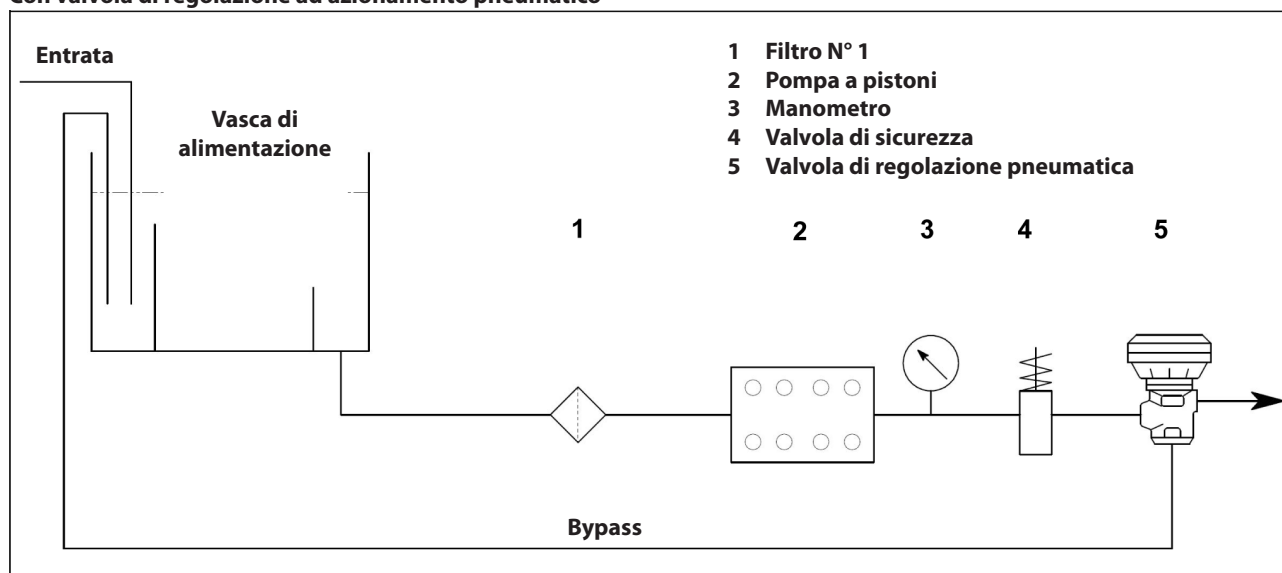 Con valvola di regolazione ad azionamento pneumatico
Entrata
Vasca di
alimentazione
1 Filtro N° 1
2 Pompa a pistoni
3 Manometro
4 Valvola di sicurezza
5 Valvola di regolazione pneumatica
1 2 3 4 5
Bypass